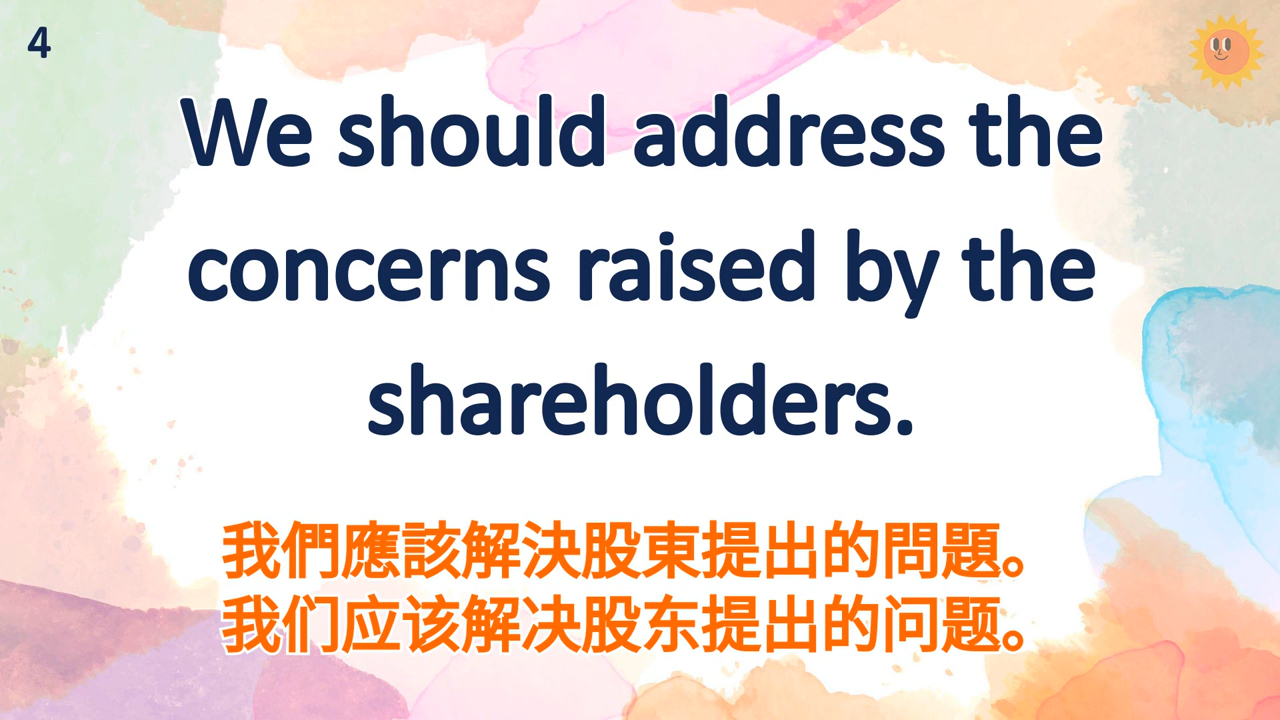 4
We should address the
concerns raised by the
shareholders.
我們應該解決股東提出的問題。
我们应该解决股东提出的问题。